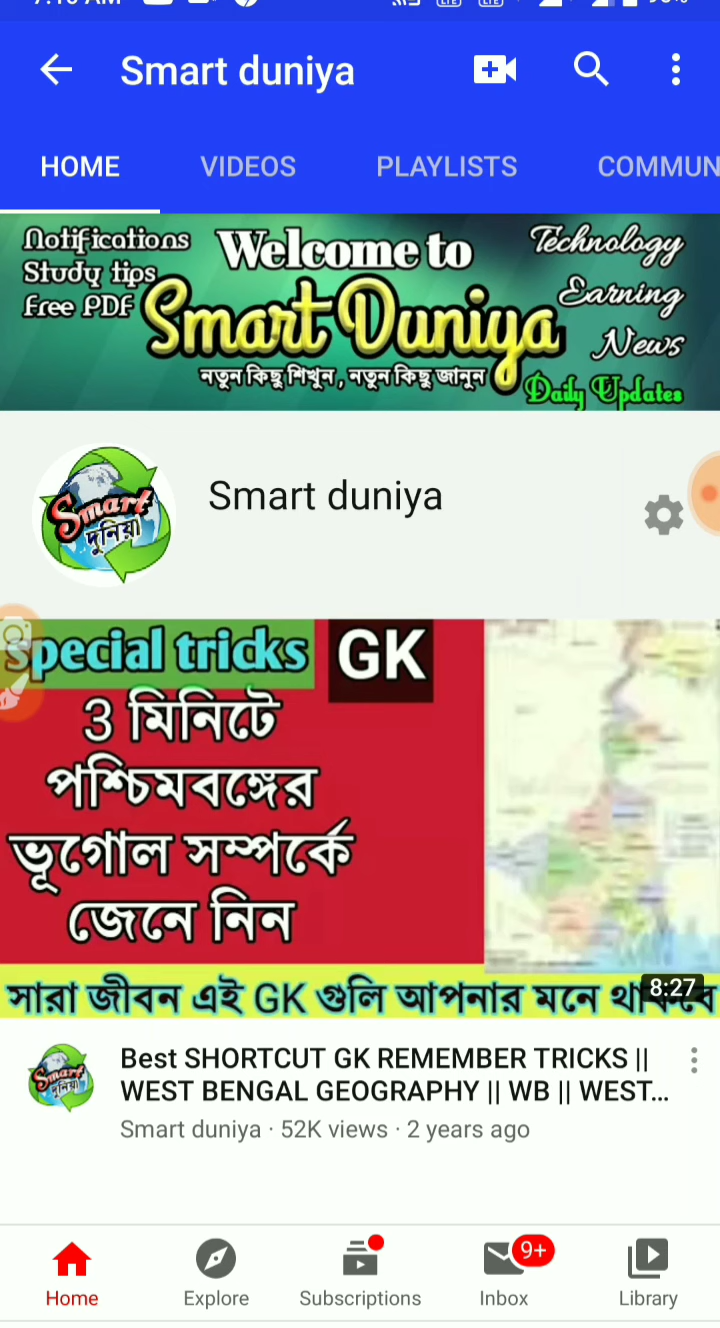 Smart duniya
HOME VIDEOS PLAYLISTS COMMUN
Notifications
Study tips
Free PDF
Welcome to
Smart Duniya
নতুন কিছু শিখুন , নতুন কিছু জানুন
Technology
Earning
News
Daily Updates
Smart
দুনিয়া
Smart duniya
Special tricks GK
3 মিনিটে
পশ্চিমবঙ্গের
ভূগোল সম্পর্কে
জেনে নিন
সারা জীবন এই GK গুলি আপনার মনে থাকবে
8:27
Smart
দুনিয়া
Best SHORTCUT GK REMEMBER TRICKS ||
WEST BENGAL GEOGRAPHY || WB || WEST...
Smart duniya · 52K views · 2 years ago
9+
Home Explore Subscriptions Inbox Library